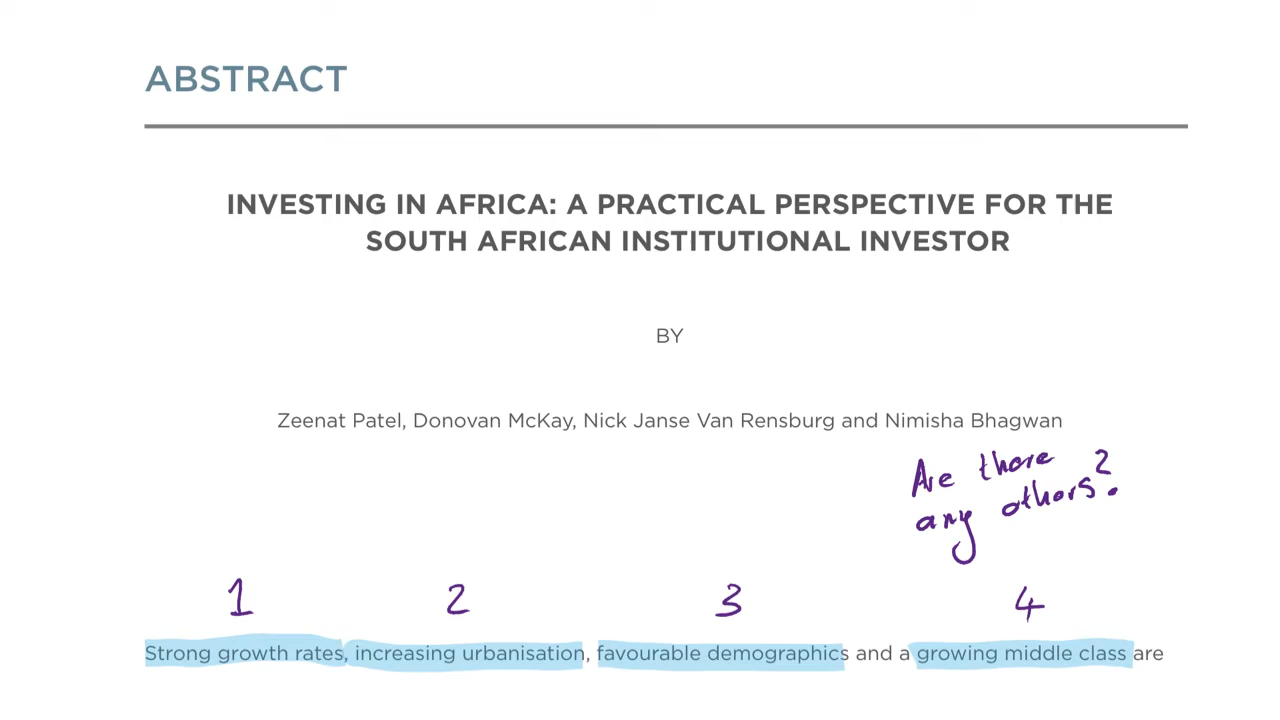 ABSTRACT
INVESTING IN AFRICA: A PRACTICAL PERSPECTIVE FOR THE
SOUTH AFRICAN INSTITUTIONAL INVESTOR
BY
Zeenat Patel, Donovan McKay, Nick Janse Van Rensburg and Nimisha Bhagwan
Are there
any others?
1 2 3 4
Strong growth rates, increasing urbanisation, favourable demographics and a growing middle class are